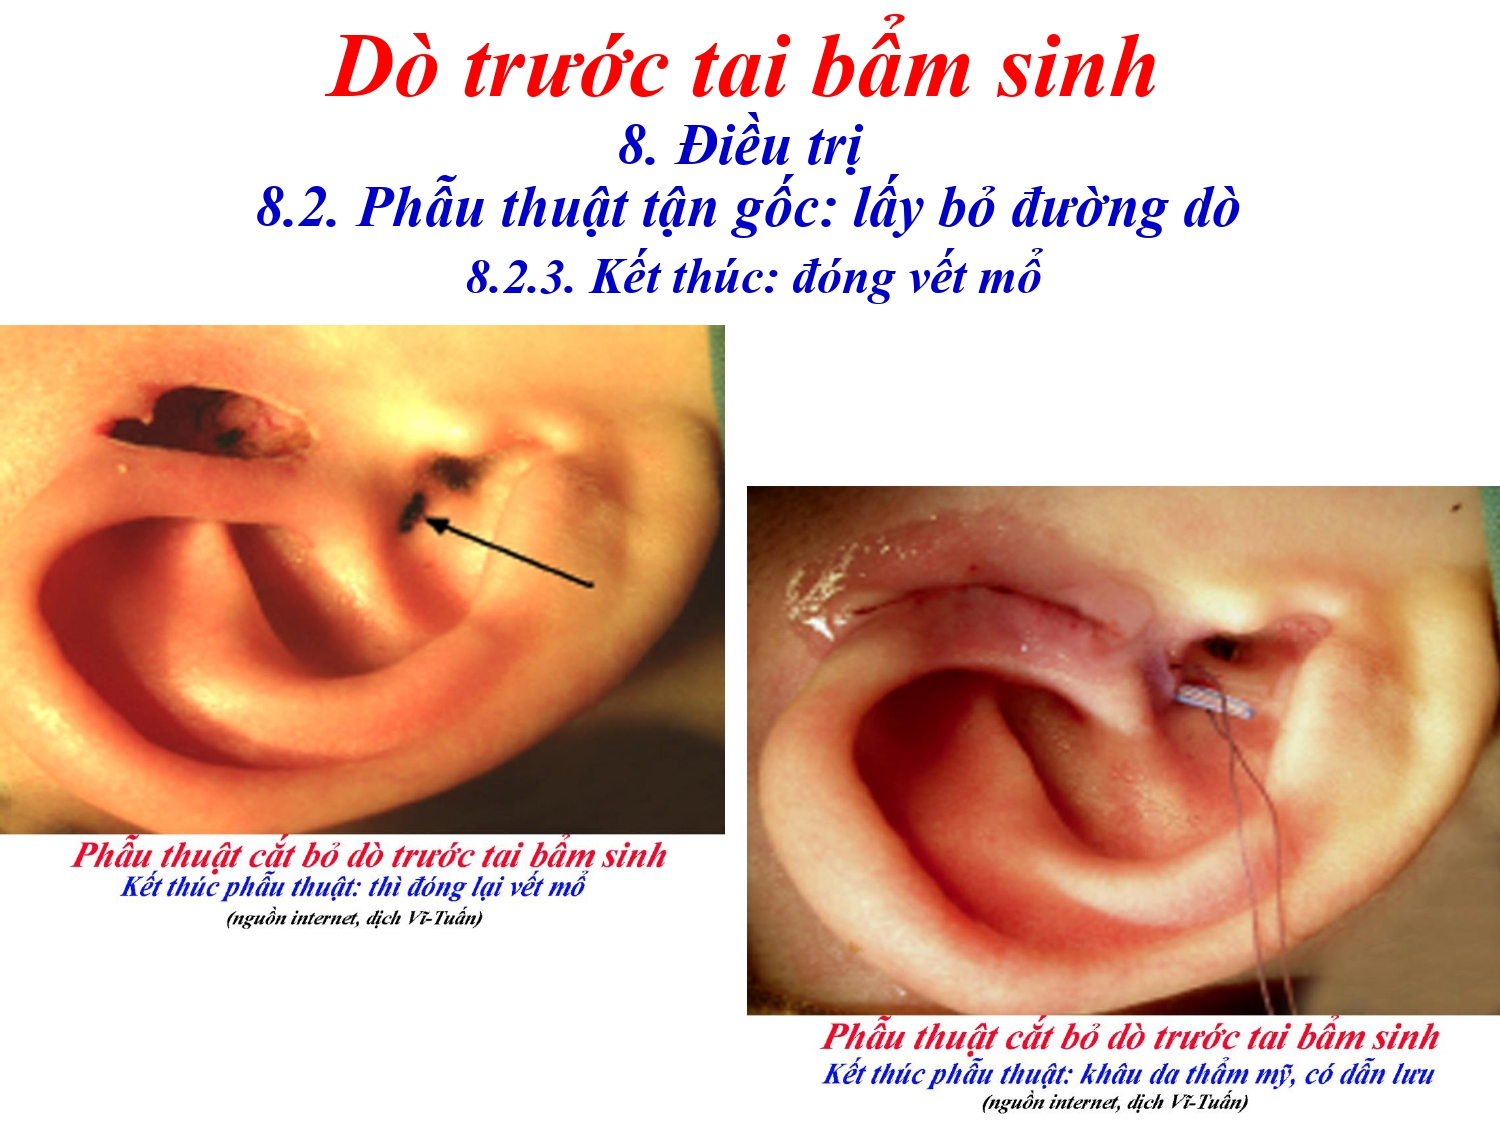 Dò trước tai bẩm sinh
8. Điều trị
8.2. Phẫu thuật tận gốc: lấy bỏ đường dò
8.2.3. Kết thúc: đóng vết mổ
Phẫu thuật cắt bỏ dò trước tai bẩm sinh
Kết thúc phẫu thuật: thì đóng lại vết mổ
(nguồn internet, dịch Vĩ-Tuấn)
Phẫu thuật cắt bỏ dò trước tai bẩm sinh
Kết thúc phẫu thuật: khâu da thẩm mỹ, có dẫn lưu
(nguồn internet, dịch Vĩ-Tuấn)